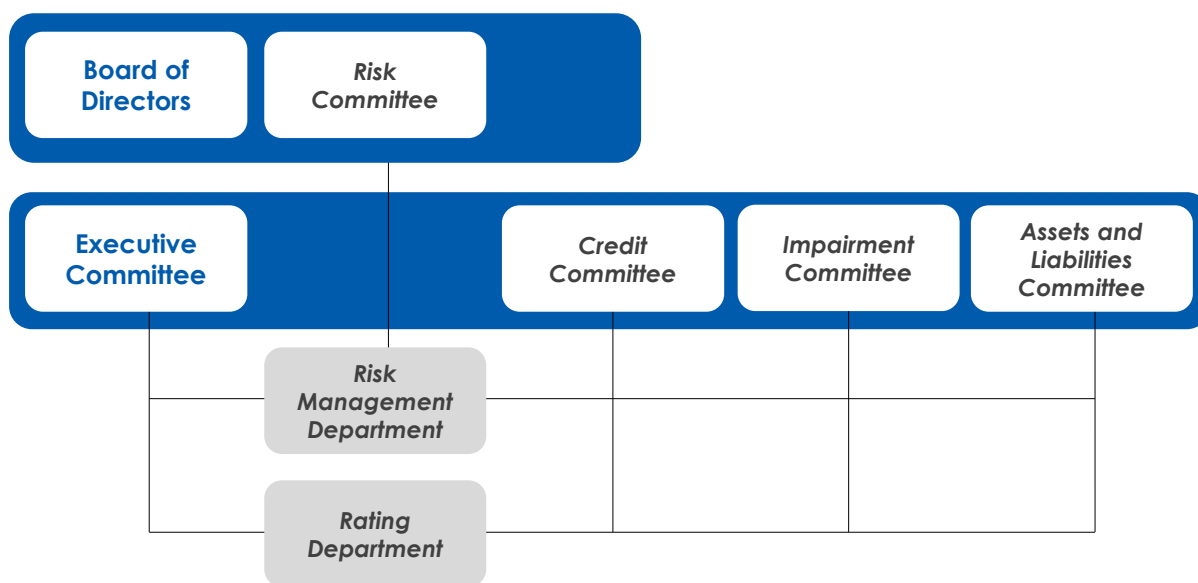 Board of
Directors
Risk
Committee
Executive
Committee
Credit
Committee
Impairment
Committee
Assets and
Liabilities
Committee
Risk
Management
Department
Rating
Department